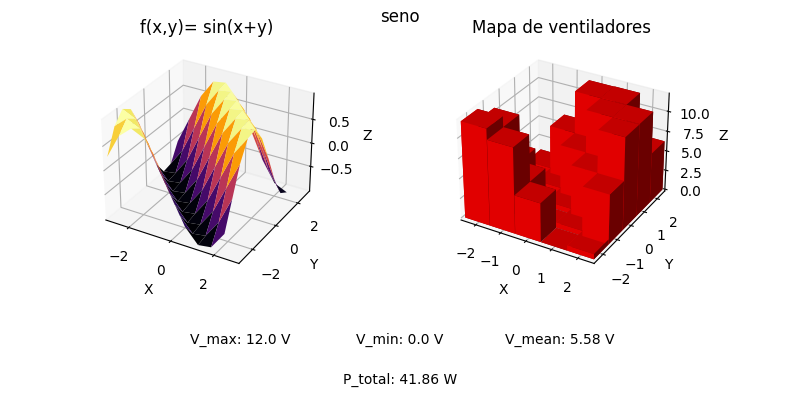 seno
f(x,y)= sin(x+y)
0.5
0.0
−0.5
Z
−2
0
2
X
−2
0
2
Y
Mapa de ventiladores
10.0
7.5
5.0
2.5
0.0
Z
−2
−1
0
1
2
X
−2
−1
0
1
2
Y
V_max: 12.0 V V_min: 0.0 V V_mean: 5.58 V
P_total: 41.86 W